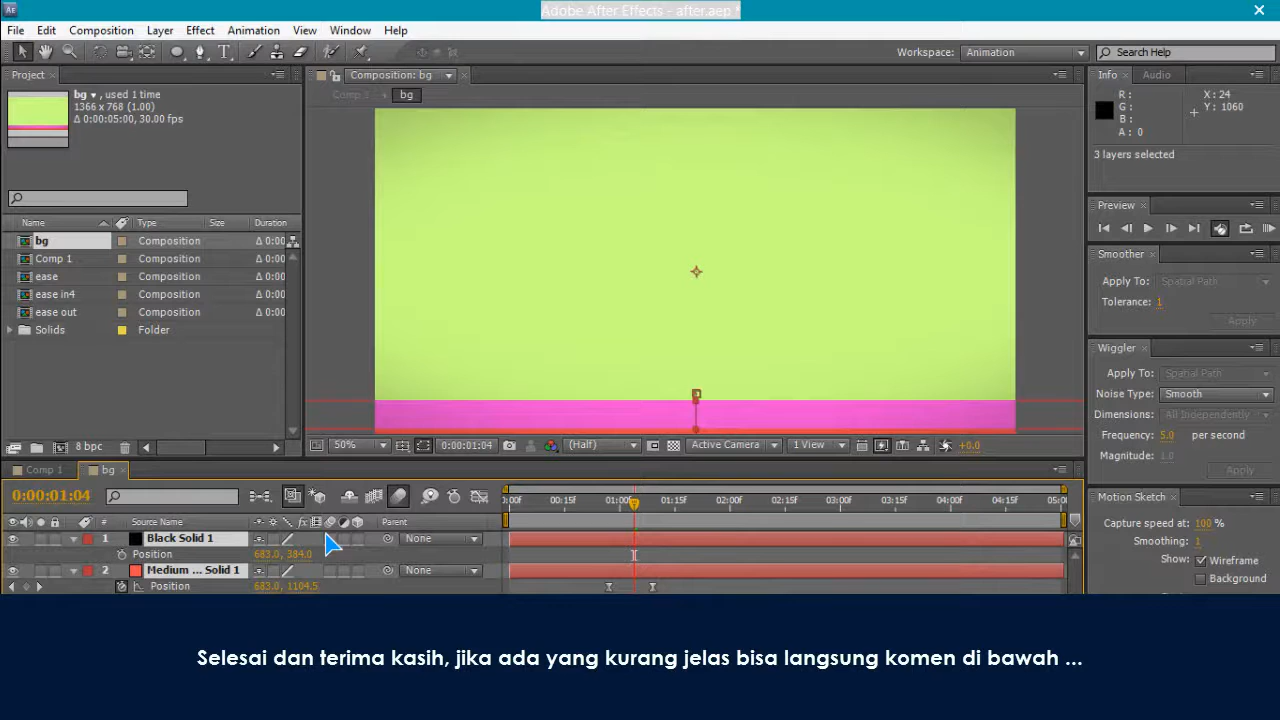 Adobe After Effects - after.aep *
File Edit Composition Layer Effect Animation View Window Help
Workspace: Animation Search Help
Project
bg , used 1 time
1366 x 768 (1.00)
Δ 0:00:05:00, 30.00 fps
Name Type Size Duration
bg Composition Δ 0:00
Comp 1 Composition Δ 0:00
ease Composition Δ 0:00
ease in4 Composition Δ 0:00
ease out Composition Δ 0:00
Solids Folder
8 bpc
Composition: bg
Comp 1 bg
50% 0:00:01:04 (Half) Active Camera 1 View +0.0
Info Audio
R : X : 24
G : Y : 1060
B :
A : 0
3 layers selected
Preview
Smoother
Apply To: Spatial Path
Tolerance: 1
Apply
Wiggler
Apply To: Spatial Path
Noise Type: Smooth
Dimensions: All Independently
Frequency: 5.0 per second
Magnitude: 1.0
Apply
Motion Sketch
Capture speed at: 100 %
Smoothing: 1
Show: Wireframe
Background
Comp 1 bg
0:00:01:04
:00f 00:15f 01:00f 01:15f 02:00f 02:15f 03:00f 03:15f 04:00f 04:15f 05:0
# Source Name Parent
1 Black Solid 1 None
Position 683.0, 384.0
2 Medium ... Solid 1 None
Position 683.0, 1104.5
Selesai dan terima kasih, jika ada yang kurang jelas bisa langsung komen di bawah ...